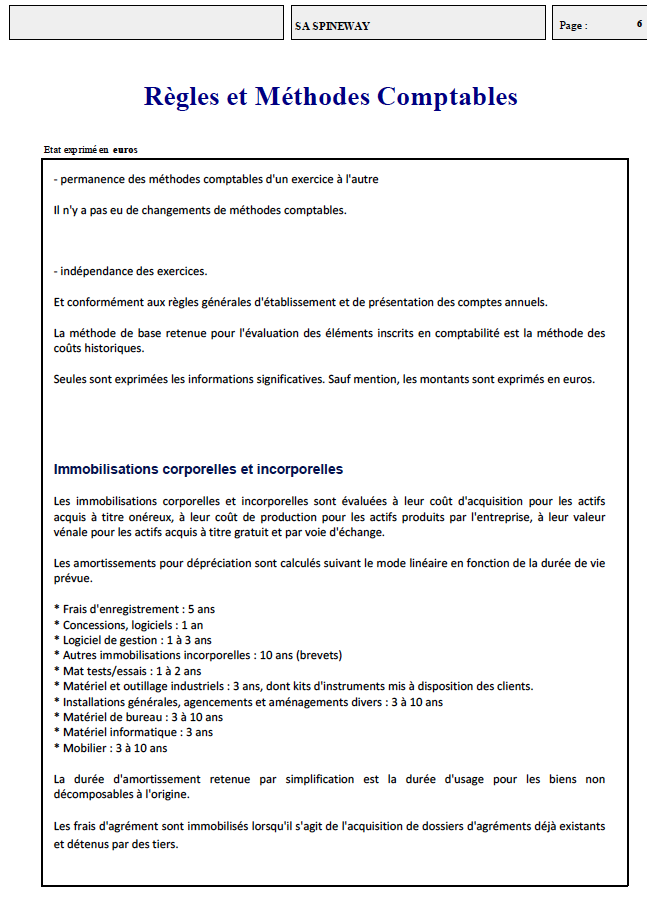 SA SPINEWAY
Page : 6
Règles et Méthodes Comptables
Etat exprimé en euros
- permanence des méthodes comptables d'un exercice à l'autre
Il n'y a pas eu de changements de méthodes comptables.
- indépendance des exercices.
Et conformément aux règles générales d'établissement et de présentation des comptes annuels.
La méthode de base retenue pour l'évaluation des éléments inscrits en comptabilité est la méthode des
coûts historiques.
Seules sont exprimées les informations significatives. Sauf mention, les montants sont exprimés en euros.
Immobilisations corporelles et incorporelles
Les immobilisations corporelles et incorporelles sont évaluées à leur coût d'acquisition pour les actifs
acquis à titre onéreux, à leur coût de production pour les actifs produits par l'entreprise, à leur valeur
vénale pour les actifs acquis à titre gratuit et par voie d'échange.
Les amortissements pour dépréciation sont calculés suivant le mode linéaire en fonction de la durée de vie
prévue.
* Frais d'enregistrement : 5 ans
* Concessions, logiciels : 1 an
* Logiciel de gestion : 1 à 3 ans
* Autres immobilisations incorporelles : 10 ans (brevets)
* Mat tests/essais : 1 à 2 ans
* Matériel et outillage industriels : 3 ans, dont kits d'instruments mis à disposition des clients.
* Installations générales, agencements et aménagements divers : 3 à 10 ans
* Matériel de bureau : 3 à 10 ans
* Matériel informatique : 3 ans
* Mobilier : 3 à 10 ans
La durée d'amortissement retenue par simplification est la durée d'usage pour les biens non
décomposables à l'origine.
Les frais d'agrément sont immobilisés lorsqu'il s'agit de l'acquisition de dossiers d'agréments déjà existants
et détenus par des tiers.